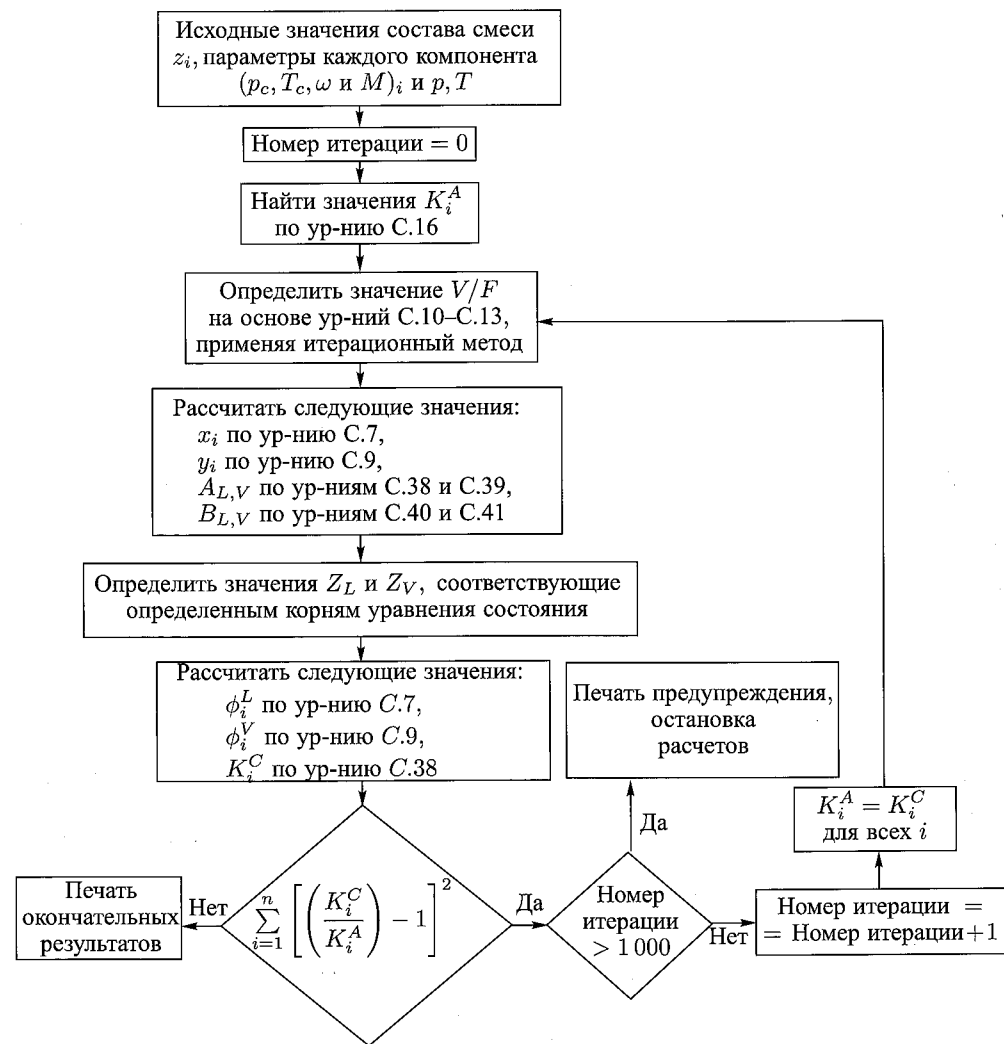 Исходные значения состава смеси
z_i, параметры каждого компонента
(p_c, T_c, ω и M)_i и p, T
Номер итерации = 0
Найти значения K_i^A
по ур-нию C.16
Определить значение V/F
на основе ур-ний C.10–C.13,
применяя итерационный метод
Рассчитать следующие значения:
x_i по ур-нию C.7,
y_i по ур-нию C.9,
A_{L,V} по ур-ниям C.38 и C.39,
B_{L,V} по ур-ниям C.40 и C.41
Определить значения Z_L и Z_V, соответствующие
определенным корням уравнения состояния
Рассчитать следующие значения:
ϕ_i^L по ур-нию C.7,
ϕ_i^V по ур-нию C.9,
K_i^C по ур-нию C.38
Печать предупреждения,
остановка
расчетов
K_i^A = K_i^C
для всех i
Да
Печать
окончательных
результатов
Нет
∑_{i=1}^{n} [(K_i^C / K_i^A) − 1]^2
Да
Номер
итерации
> 1 000
Нет
Номер итерации =
= Номер итерации+1